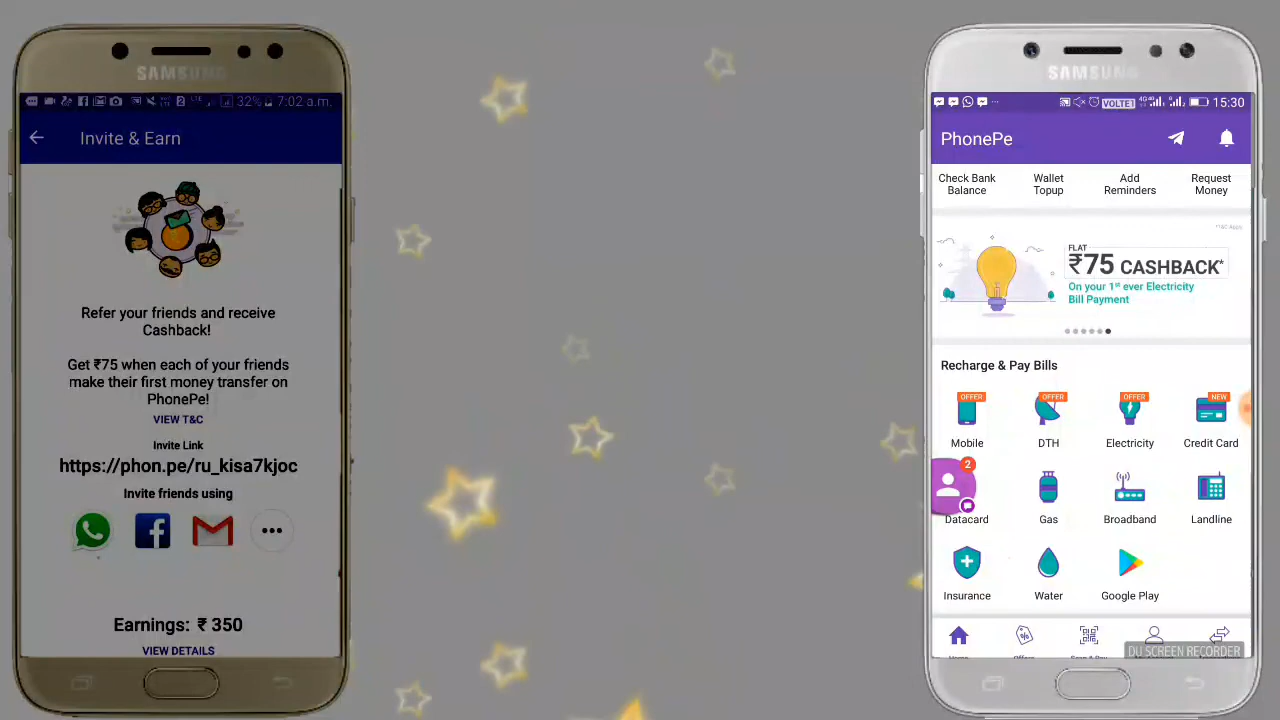 SAMSUNG
32% 7:02 a.m.
Invite & Earn
Refer your friends and receive
Cashback!
Get ₹75 when each of your friends
make their first money transfer on
PhonePe!
VIEW T&C
Invite Link
https://phon.pe/ru_kisa7kjoc
Invite friends using
Earnings: ₹ 350
VIEW DETAILS
SAMSUNG
VOLTE1 15:30
PhonePe
Check Bank
Balance
Wallet
Topup
Add
Reminders
Request
Money
FLAT
₹75 CASHBACK*
On your 1st ever Electricity
Bill Payment
Recharge & Pay Bills
OFFER
OFFER
OFFER
NEW
Mobile
DTH
Electricity
Credit Card
2
Datacard
Gas
Broadband
Landline
Insurance
Water
Google Play
DU SCREEN RECORDER